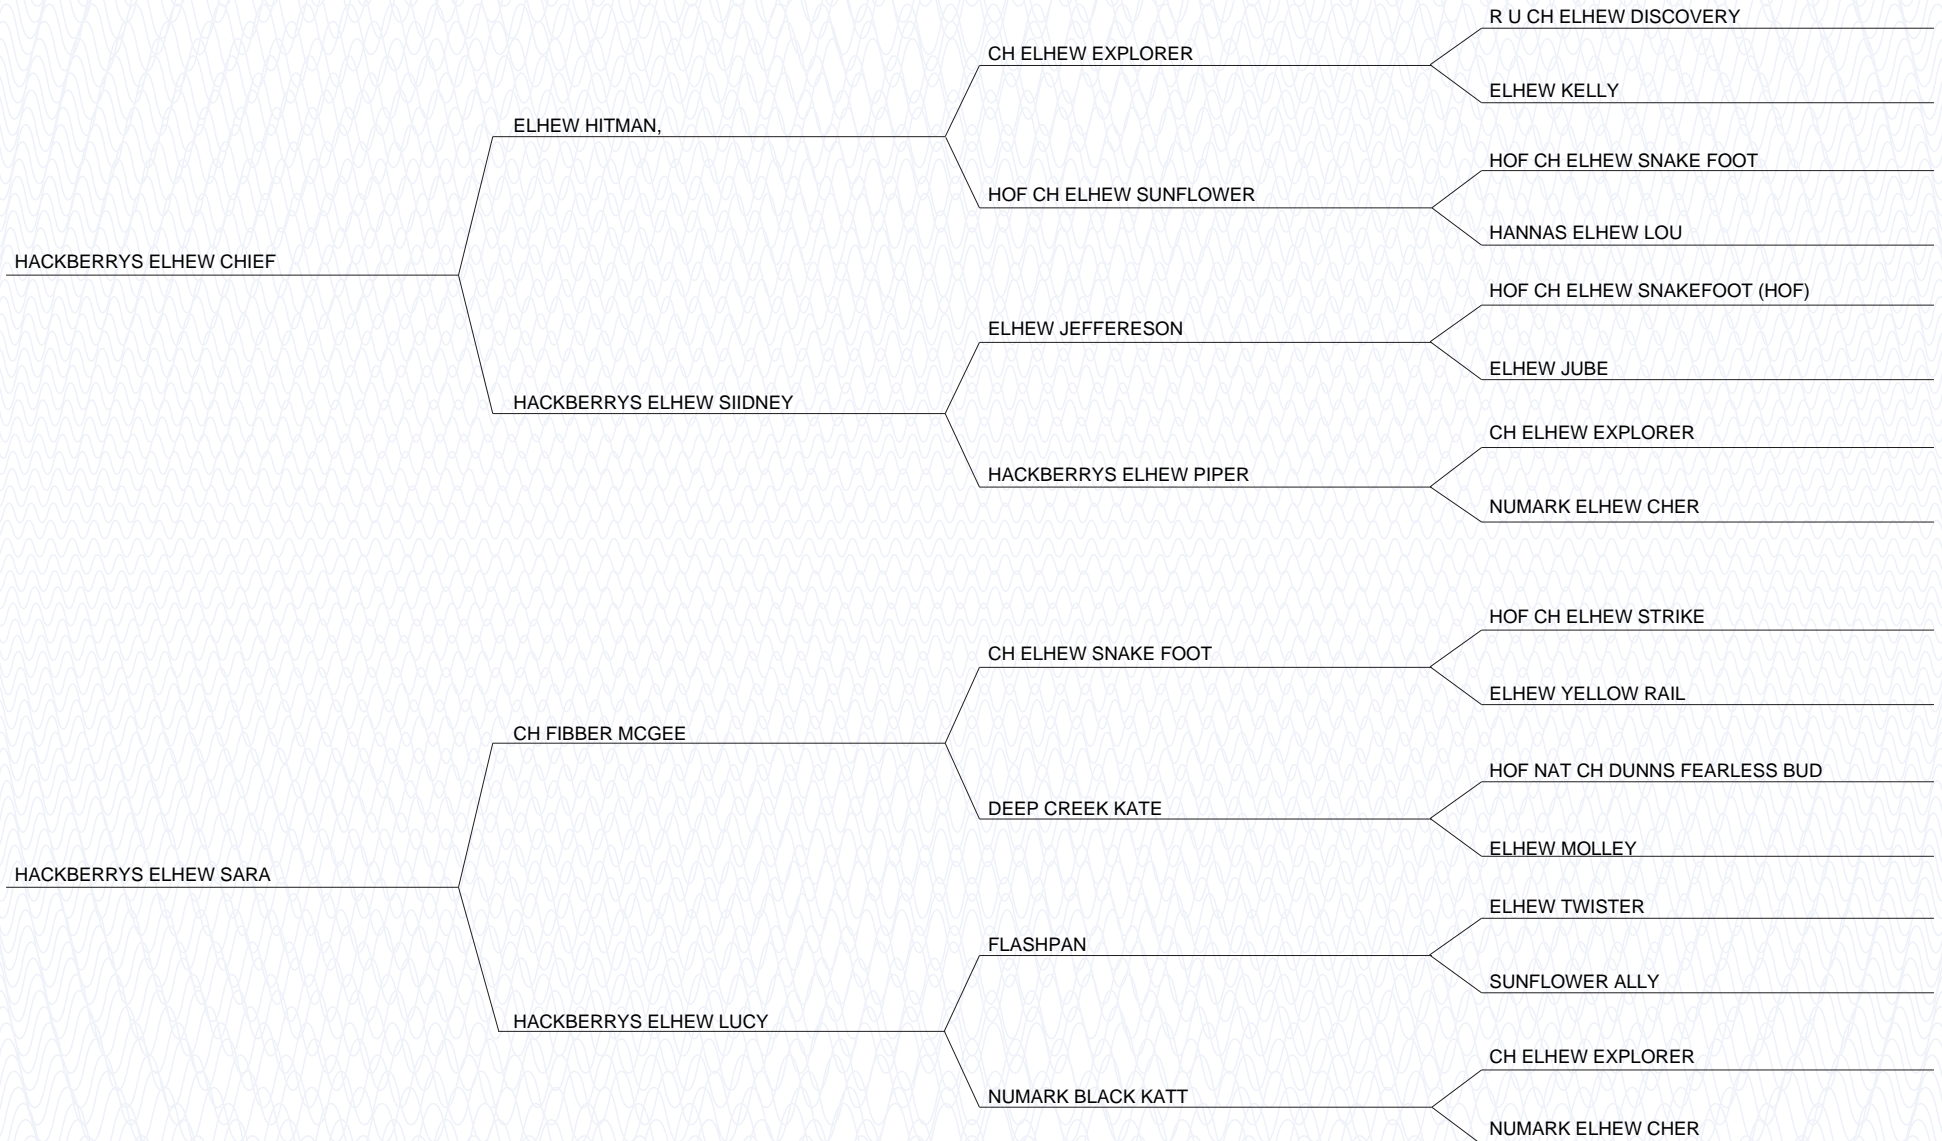 R U CH ELHEW DISCOVERY
CH ELHEW EXPLORER
ELHEW KELLY
ELHEW HITMAN,
HOF CH ELHEW SNAKE FOOT
HOF CH ELHEW SUNFLOWER
HANNAS ELHEW LOU
HACKBERRYS ELHEW CHIEF
HOF CH ELHEW SNAKEFOOT (HOF)
ELHEW JEFFERESON
ELHEW JUBE
HACKBERRYS ELHEW SIIDNEY
CH ELHEW EXPLORER
HACKBERRYS ELHEW PIPER
NUMARK ELHEW CHER
HOF CH ELHEW STRIKE
CH ELHEW SNAKE FOOT
ELHEW YELLOW RAIL
CH FIBBER MCGEE
HOF NAT CH DUNNS FEARLESS BUD
DEEP CREEK KATE
ELHEW MOLLEY
HACKBERRYS ELHEW SARA
ELHEW TWISTER
FLASHPAN
SUNFLOWER ALLY
HACKBERRYS ELHEW LUCY
CH ELHEW EXPLORER
NUMARK BLACK KATT
NUMARK ELHEW CHER